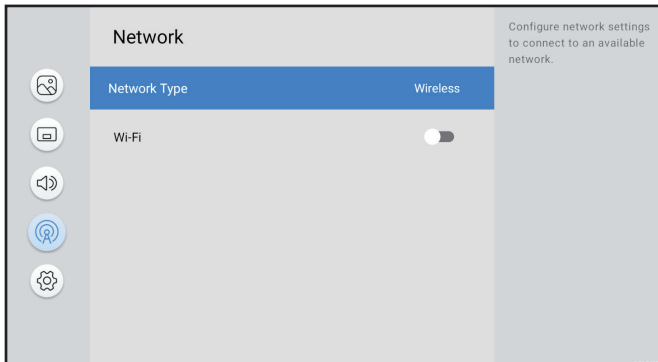 Network
Configure network settings
to connect to an available
network.
Network Type Wireless
Wi-Fi